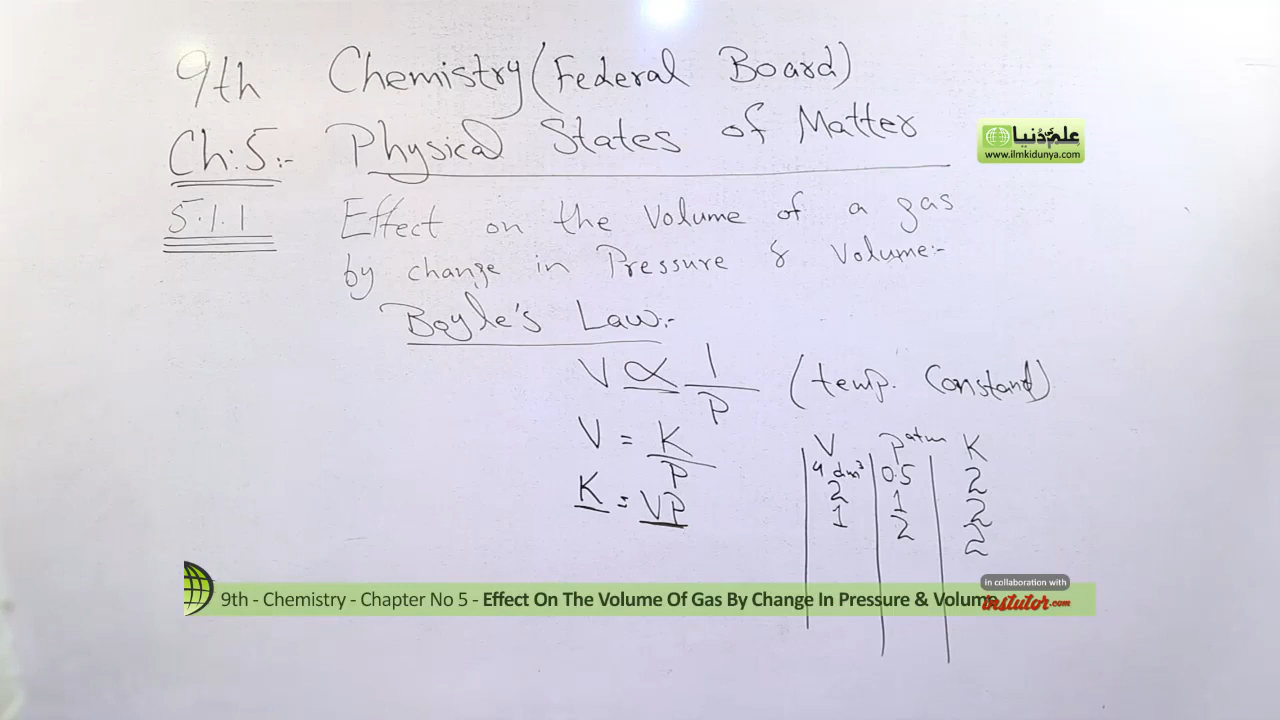 9th Chemistry (Federal Board)
Ch:5:- Physical States of Matter
علم کی دنیا
www.ilmkidunya.com
5.1.1 Effect on the Volume of a gas
by change in Pressure & Volume:-
Boyle's Law:-
V ∝ 1/P (temp. Constant)
V = K/P
K = VP
V P atm K
4 dm³ 0.5 2
2 1 2
1 2 2
in collaboration with
instutor.com
9th - Chemistry - Chapter No 5 - Effect On The Volume Of Gas By Change In Pressure & Volume